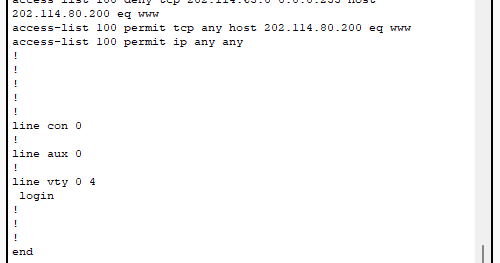 access-list 100 deny tcp 202.114.65.0 0.0.0.255 host
202.114.80.200 eq www
access-list 100 permit tcp any host 202.114.80.200 eq www
access-list 100 permit ip any any
!
!
!
!
!
line con 0
!
line aux 0
!
line vty 0 4
login
!
!
!
end